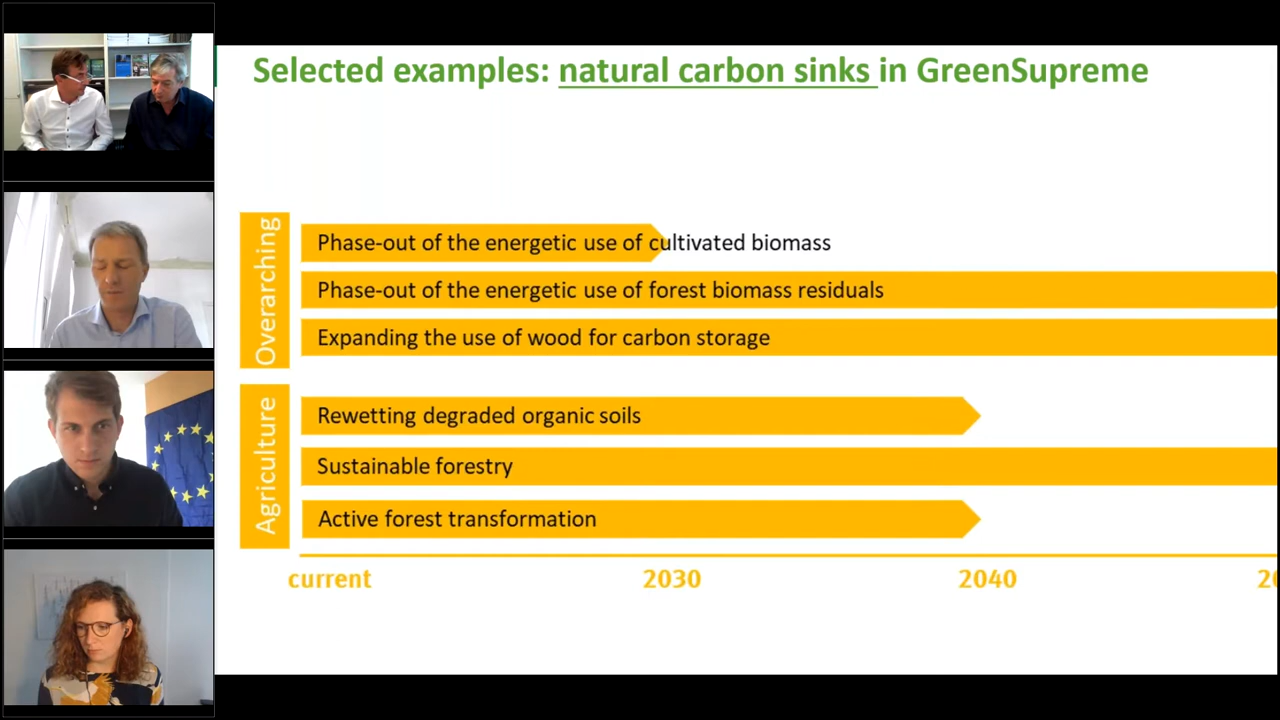 Selected examples: natural carbon sinks in GreenSupreme
Overarching
Phase-out of the energetic use of cultivated biomass
Phase-out of the energetic use of forest biomass residuals
Expanding the use of wood for carbon storage
Agriculture
Rewetting degraded organic soils
Sustainable forestry
Active forest transformation
current 2030 2040 20